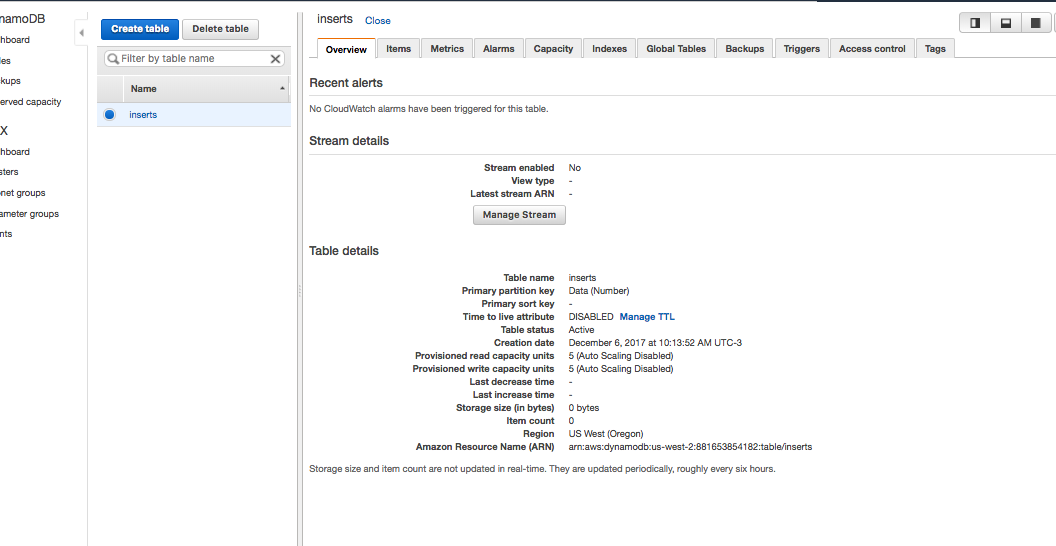 namoDB
hboard
les
kups
erved capacity
X
hboard
sters
net groups
ameter groups
nts
Create table Delete table
Filter by table name
Name
inserts
inserts Close
Overview Items Metrics Alarms Capacity Indexes Global Tables Backups Triggers Access control Tags
Recent alerts
No CloudWatch alarms have been triggered for this table.
Stream details
Stream enabled No
View type -
Latest stream ARN -
Manage Stream
Table details
Table name inserts
Primary partition key Data (Number)
Primary sort key -
Time to live attribute DISABLED Manage TTL
Table status Active
Creation date December 6, 2017 at 10:13:52 AM UTC-3
Provisioned read capacity units 5 (Auto Scaling Disabled)
Provisioned write capacity units 5 (Auto Scaling Disabled)
Last decrease time -
Last increase time -
Storage size (in bytes) 0 bytes
Item count 0
Region US West (Oregon)
Amazon Resource Name (ARN) arn:aws:dynamodb:us-west-2:881653854182:table/inserts
Storage size and item count are not updated in real-time. They are updated periodically, roughly every six hours.